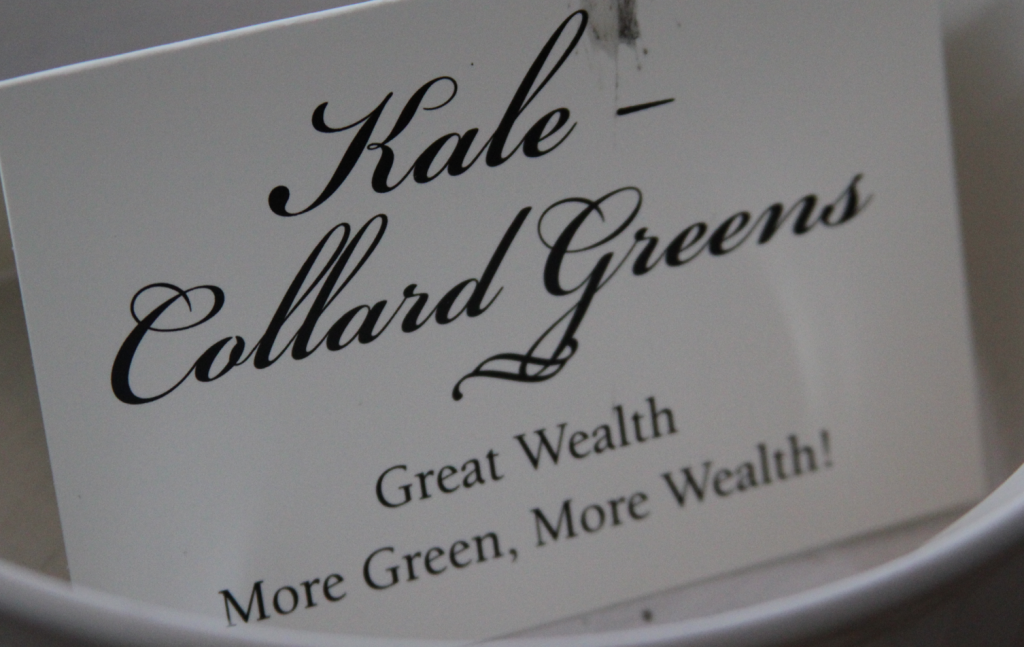 Kale -
Collard Greens
Great Wealth
More Green, More Wealth!